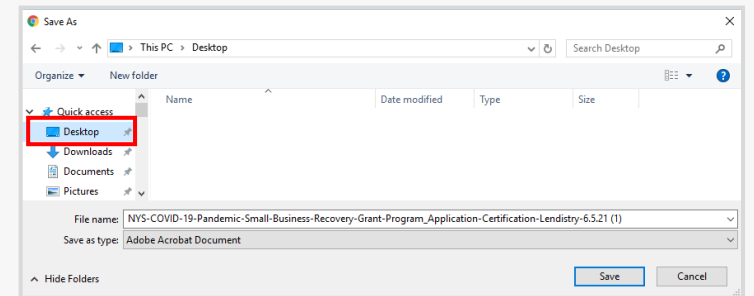 Save As
This PC > Desktop
Search Desktop
Organize New folder
Name Date modified Type Size
Quick access
Desktop
Downloads
Documents
Pictures
File name: NYS-COVID-19-Pandemic-Small-Business-Recovery-Grant-Program_Application-Certification-Lendistry-6.5.21 (1)
Save as type: Adobe Acrobat Document
Hide Folders Save Cancel